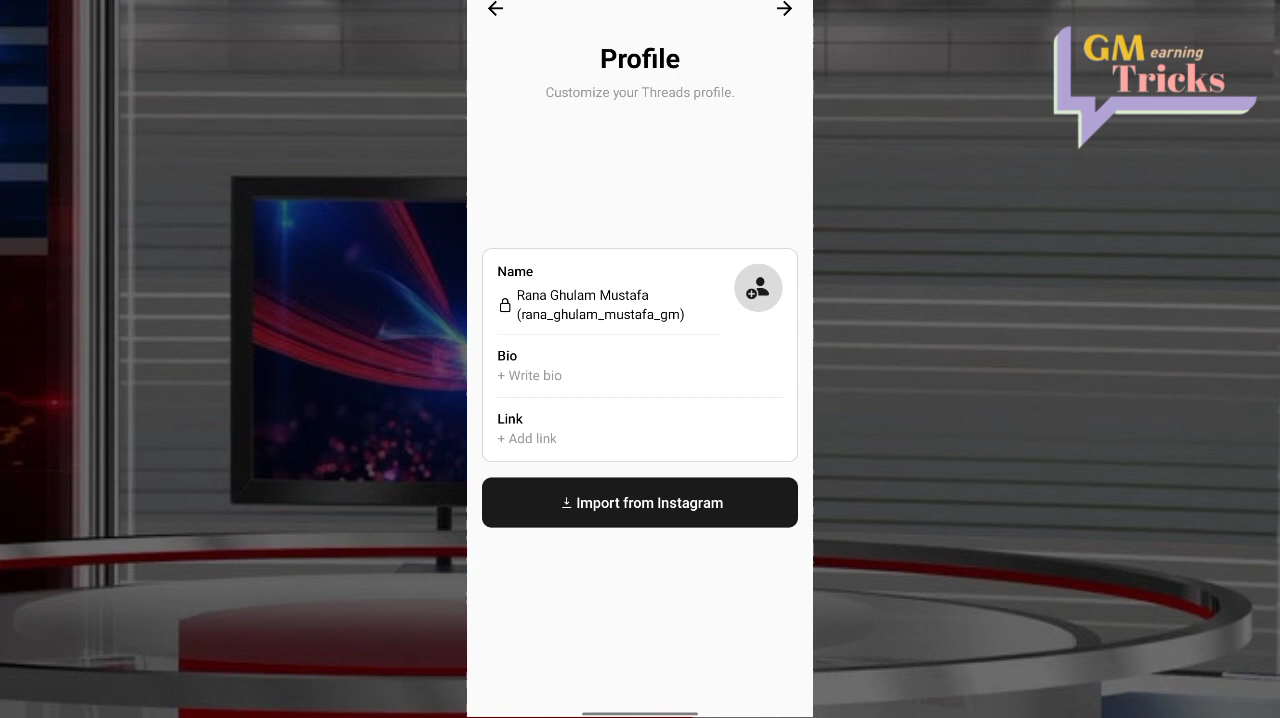 GM earning
Tricks
Profile
Customize your Threads profile.
Name
Rana Ghulam Mustafa
(rana_ghulam_mustafa_gm)
Bio
+ Write bio
Link
+ Add link
Import from Instagram